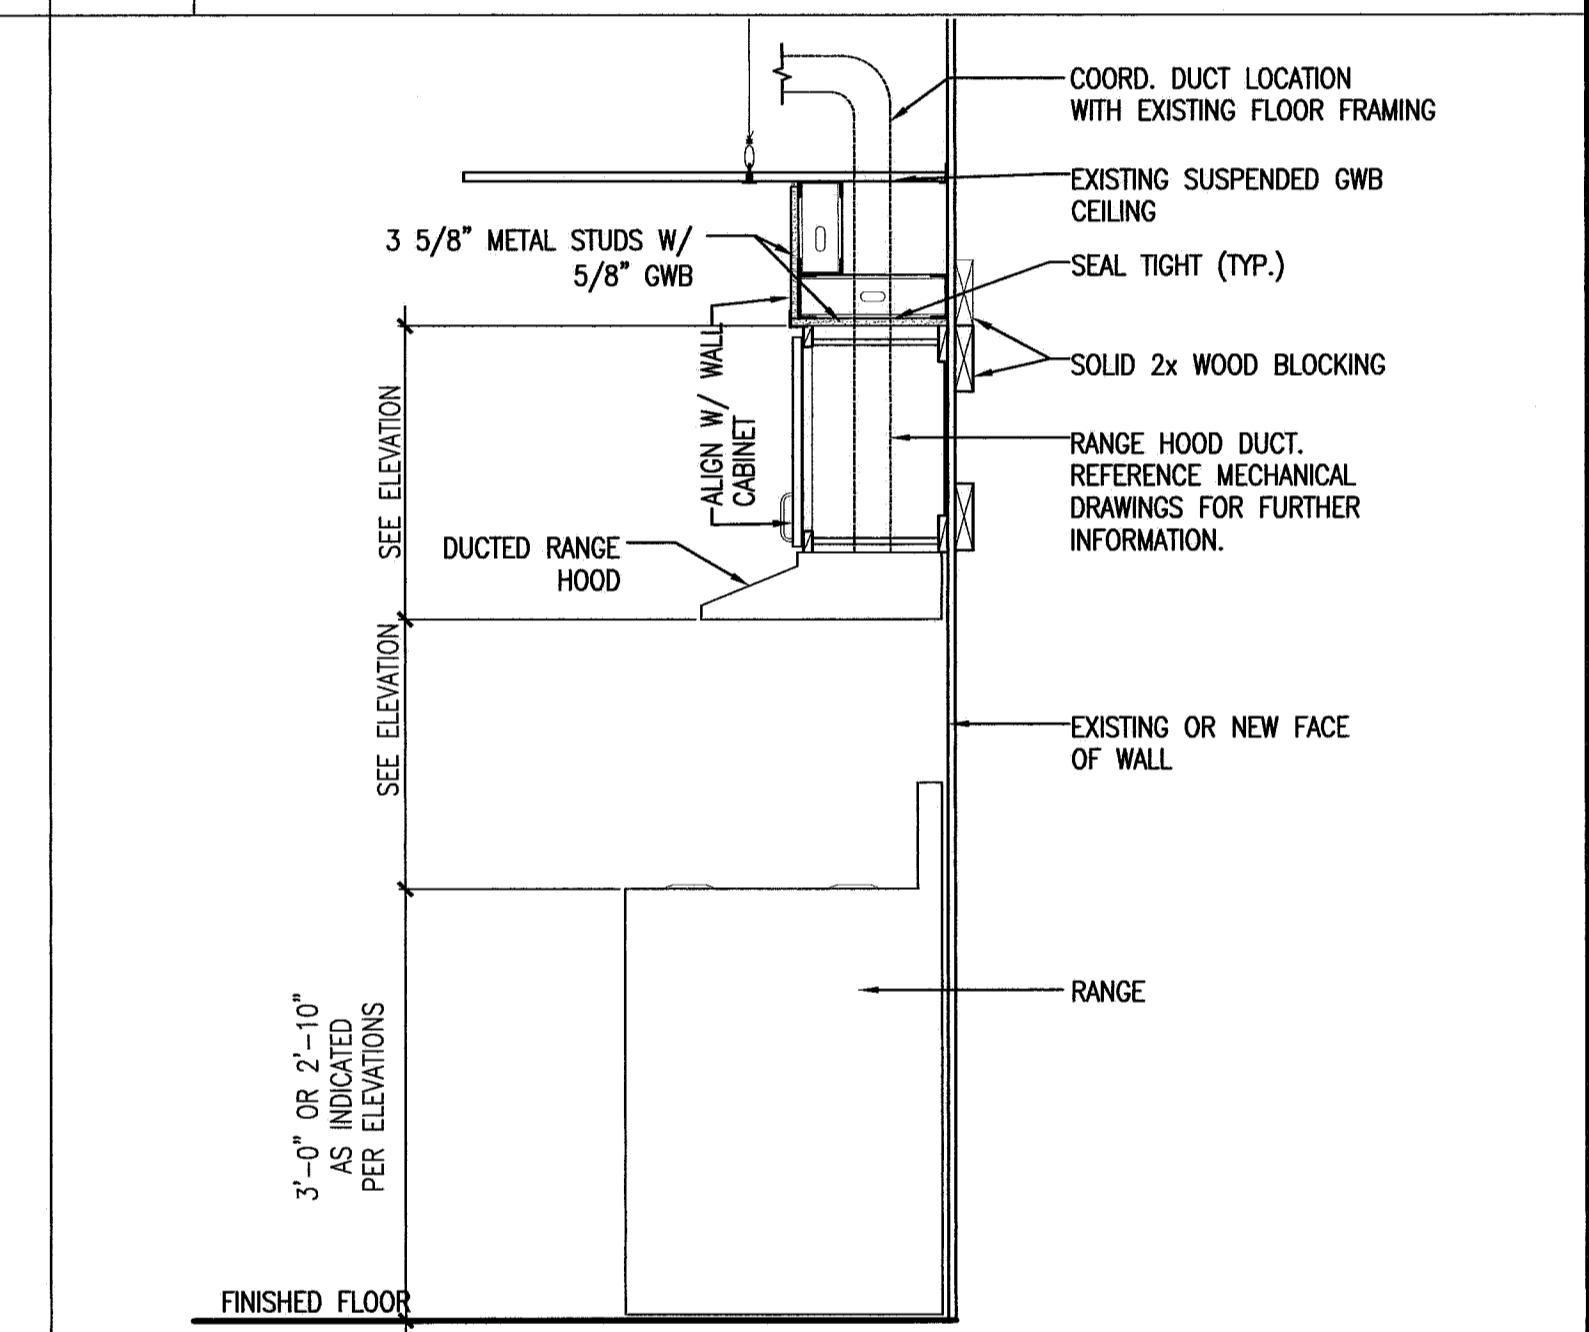 COORD. DUCT LOCATION
WITH EXISTING FLOOR FRAMING
EXISTING SUSPENDED GWB
CEILING
3 5/8" METAL STUDS W/
5/8" GWB
SEAL TIGHT (TYP.)
SOLID 2x WOOD BLOCKING
ALIGN W/ WALL
CABINET
SEE ELEVATION
RANGE HOOD DUCT.
REFERENCE MECHANICAL
DRAWINGS FOR FURTHER
INFORMATION.
DUCTED RANGE
HOOD
SEE ELEVATION
EXISTING OR NEW FACE
OF WALL
RANGE
3'-0" OR 2'-10"
AS INDICATED
PER ELEVATIONS
FINISHED FLOOR